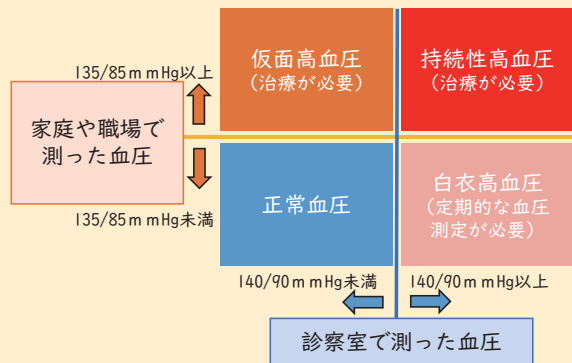 135/85mmHg以上
家庭や職場で
測った血圧
135/85mmHg未満
仮面高血圧
(治療が必要)
持続性高血圧
(治療が必要)
正常血圧
白衣高血圧
(定期的な血圧
測定が必要)
140/90mmHg未満
140/90mmHg以上
診察室で測った血圧